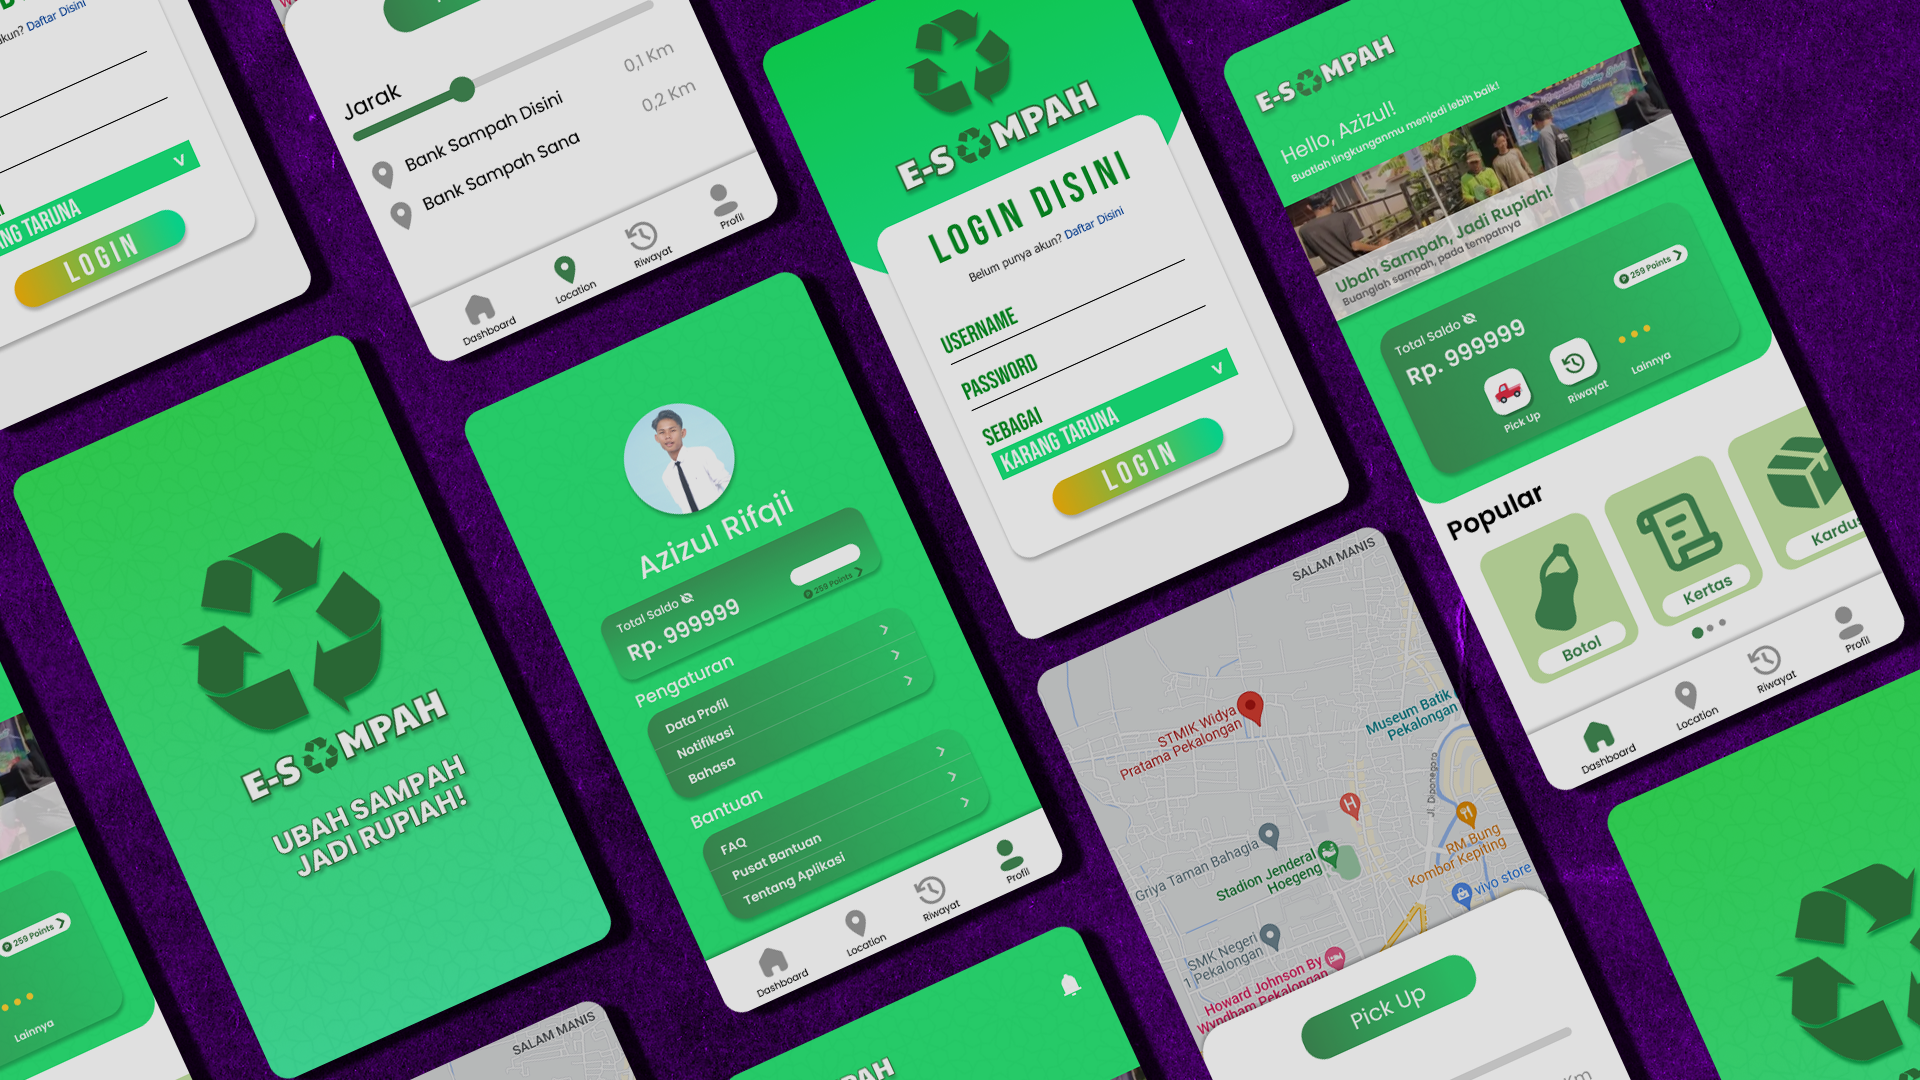 akun? Daftar Disini
KARANG TARUNA
V
LOGIN
Jarak
Bank Sampah Disini
0,1 Km
Bank Sampah Sana
0,2 Km
Dashboard
Location
Riwayat
Profil
E-SAMPAH
LOGIN DISINI
Belum punya akun? Daftar Disini
USERNAME
PASSWORD
SEBAGAI
KARANG TARUNA
V
LOGIN
E-SAMPAH
Hello, Azizul!
Buatlah lingkunganmu menjadi lebih baik!
Ubah Sampah, Jadi Rupiah!
Buanglah sampah, pada tempatnya
259 Points
Total Saldo
Rp. 999999
Pick Up
Riwayat
Lainnya
Popular
Botol
Kertas
Kardus
Dashboard
Location
Riwayat
Profil
E-SAMPAH
UBAH SAMPAH
JADI RUPIAH!
Azizul Rifqii
Total Saldo
Rp. 999999
259 Points
Pengaturan
Data Profil
Notifikasi
Bahasa
Bantuan
FAQ
Pusat Bantuan
Tentang Aplikasi
Dashboard
Location
Riwayat
Profil
SALAM MANIS
STMIK Widya
Pratama Pekalongan
Museum Batik
Pekalongan
Jl. Diponegoro
H
RM Bung
Kombor Kepiting
Griya Taman Bahagia
Stadion Jenderal
Hoegeng
vivo store
SMK Negeri
1 Pekalongan
Howard Johnson By
Wyndham Pekalongan
Pick Up
Km
259 Points
Lainnya
SALAM MANIS
MPAH